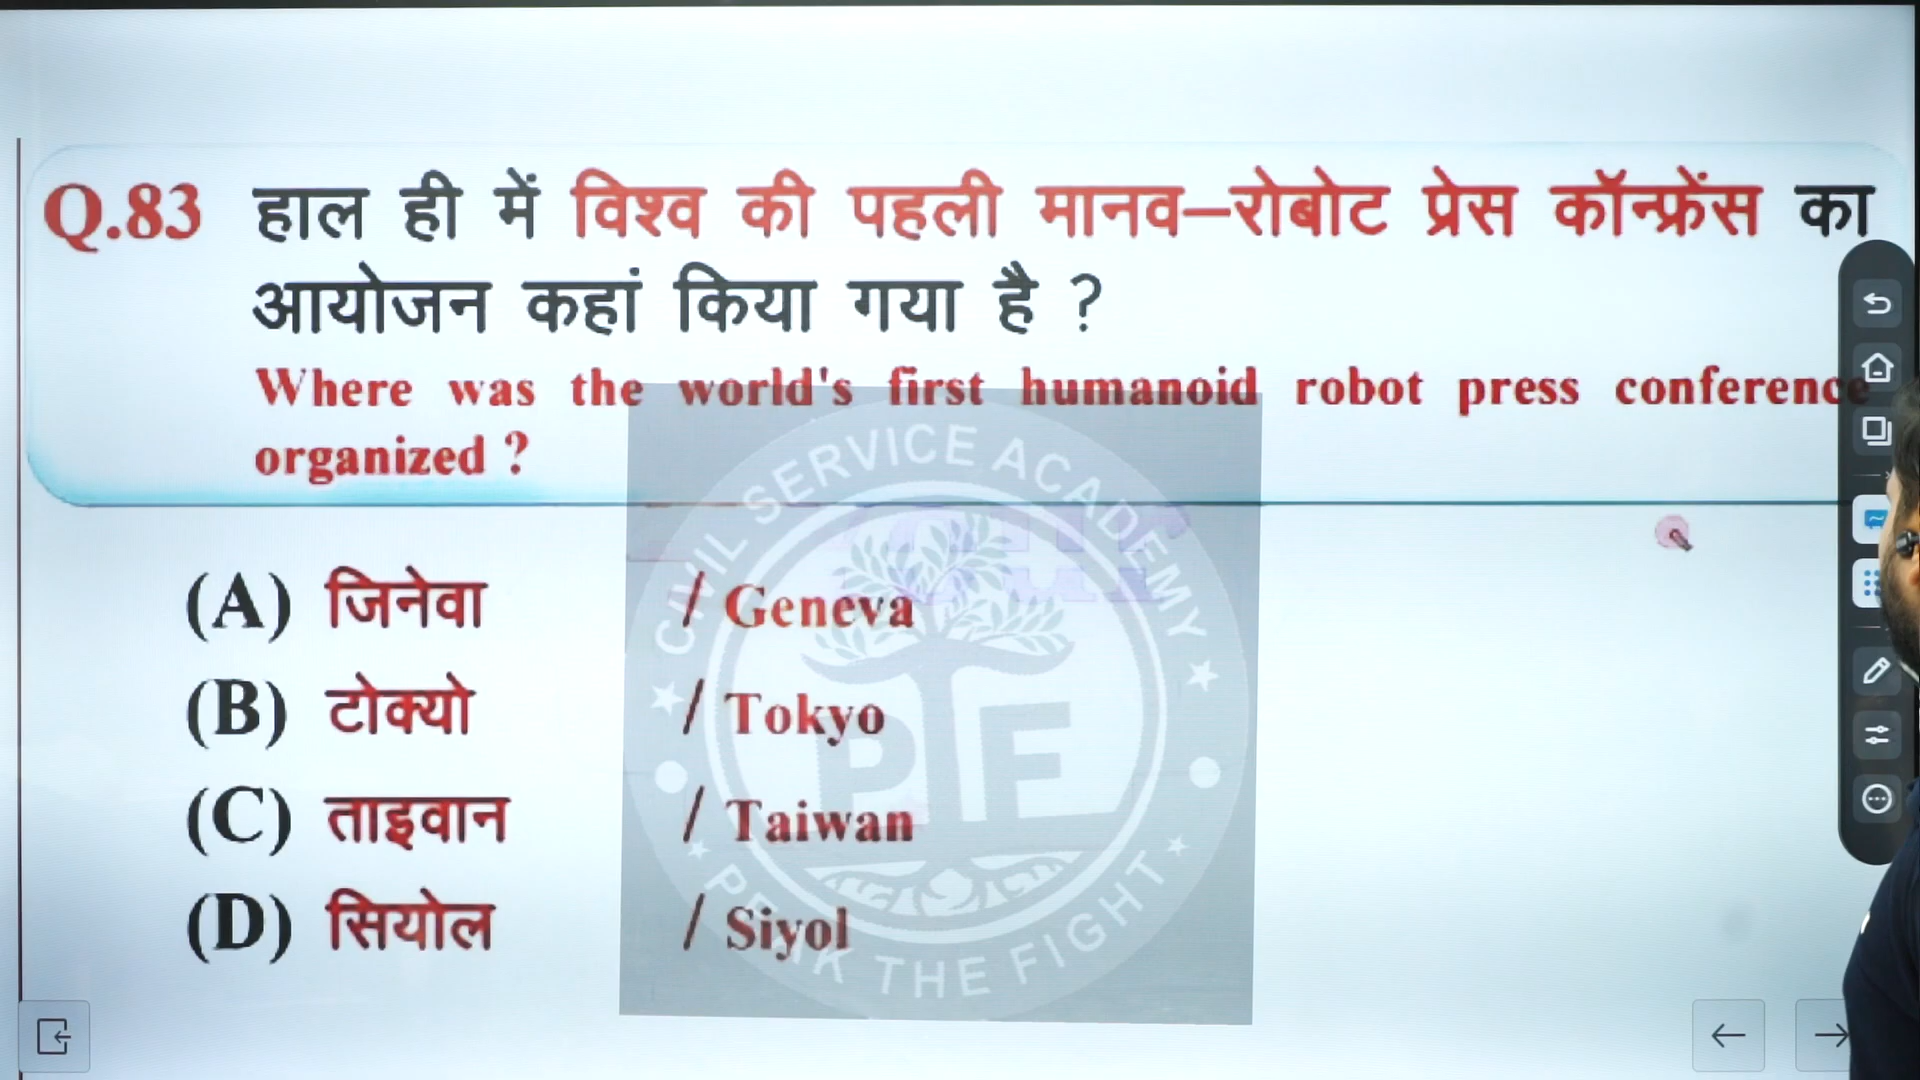 Q.83 हाल ही में विश्व की पहली मानव–रोबोट प्रेस कॉन्फ्रेंस का
आयोजन कहां किया गया है ?
Where was the world's first humanoid robot press conference
organized ?
(A) जिनेवा / Geneva
(B) टोक्यो / Tokyo
(C) ताइवान / Taiwan
(D) सियोल / Siyol
CIVIL SERVICE ACADEMY
PTF
PEAK THE FIGHT